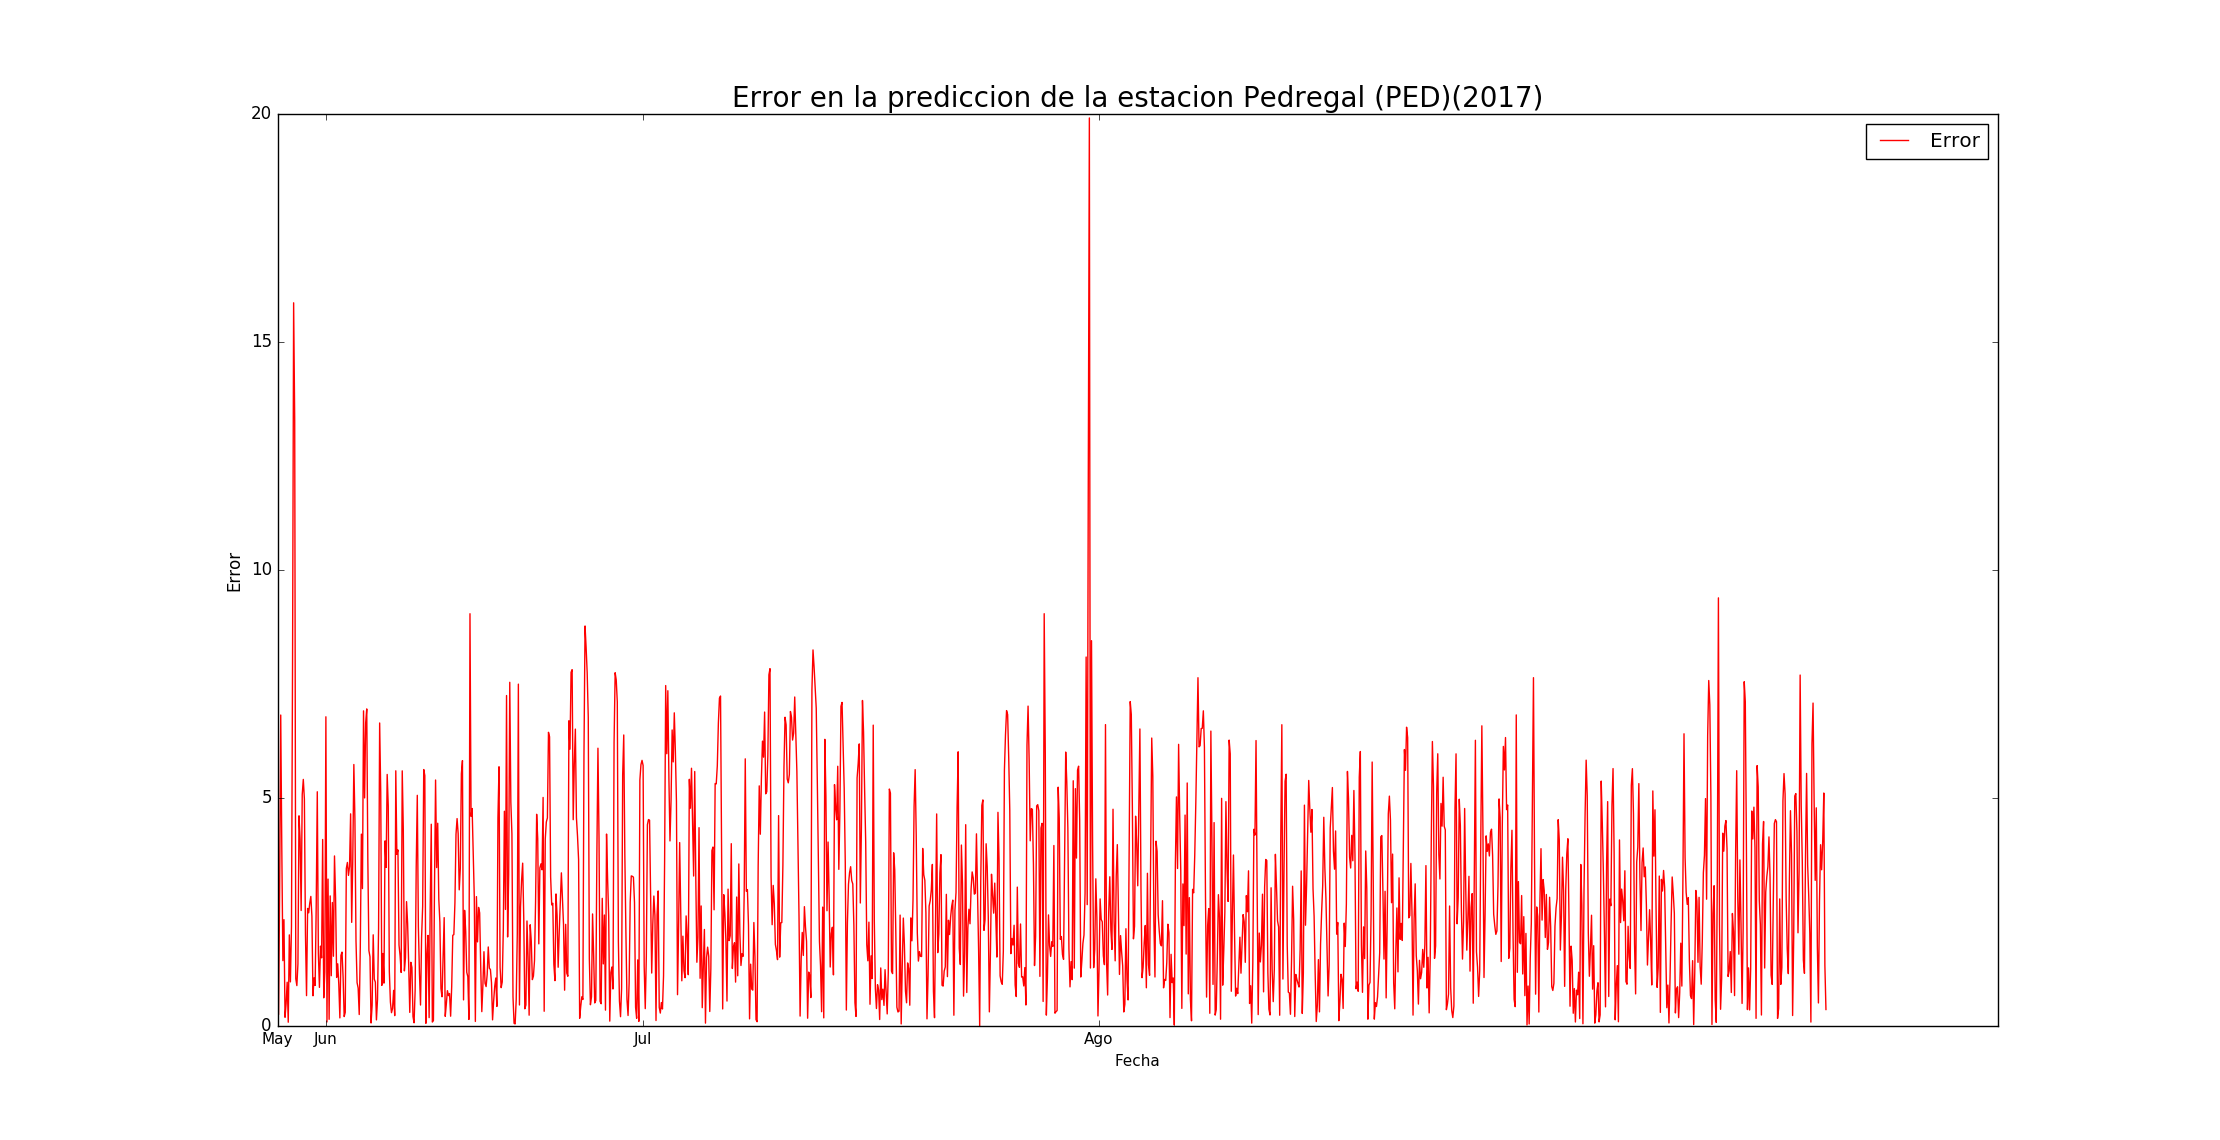 Error en la prediccion de la estacion Pedregal (PED)(2017)
Error
20
15
10
5
0
Error
May Jun Jul Ago
Fecha